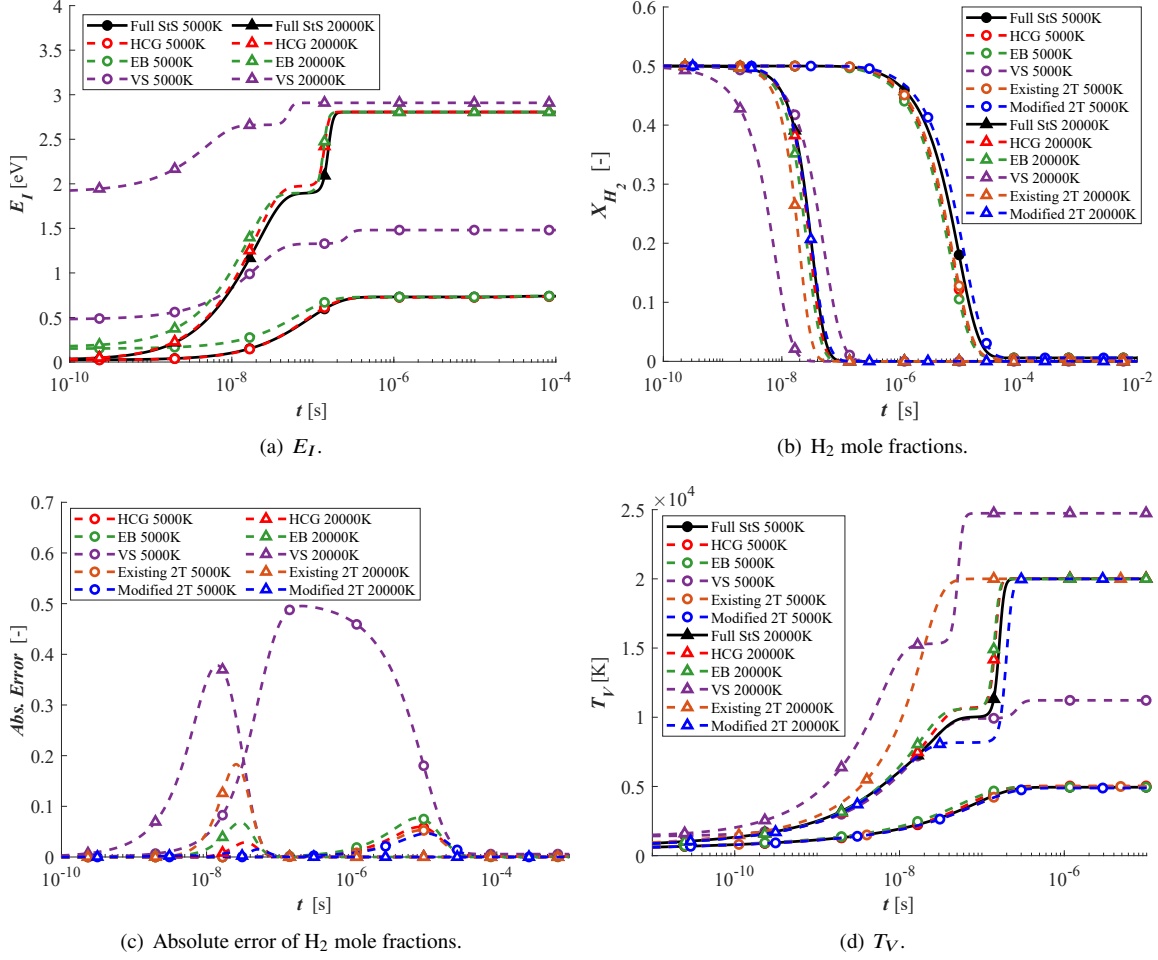 Full StS 5000K
HCG 5000K
EB 5000K
VS 5000K
Full StS 20000K
HCG 20000K
EB 20000K
VS 20000K
4
3.5
3
2.5
2
1.5
1
0.5
0
E_I [eV]
10^-10
10^-8
10^-6
10^-4
t [s]
(a) E_I.
Full StS 5000K
HCG 5000K
EB 5000K
VS 5000K
Existing 2T 5000K
Modified 2T 5000K
Full StS 20000K
HCG 20000K
EB 20000K
VS 20000K
Existing 2T 20000K
Modified 2T 20000K
0.6
0.5
0.4
0.3
0.2
0.1
0
X_{H_2} [-]
10^-10
10^-8
10^-6
10^-4
10^-2
t [s]
(b) H_2 mole fractions.
HCG 5000K
EB 5000K
VS 5000K
Existing 2T 5000K
Modified 2T 5000K
HCG 20000K
EB 20000K
VS 20000K
Existing 2T 20000K
Modified 2T 20000K
0.7
0.6
0.5
0.4
0.3
0.2
0.1
0
Abs. Error [-]
10^-10
10^-8
10^-6
10^-4
t [s]
(c) Absolute error of H_2 mole fractions.
×10^4
Full StS 5000K
HCG 5000K
EB 5000K
VS 5000K
Existing 2T 5000K
Modified 2T 5000K
Full StS 20000K
HCG 20000K
EB 20000K
VS 20000K
Existing 2T 20000K
Modified 2T 20000K
2.5
2
1.5
1
0.5
0
T_V [K]
10^-10
10^-8
10^-6
t [s]
(d) T_V.